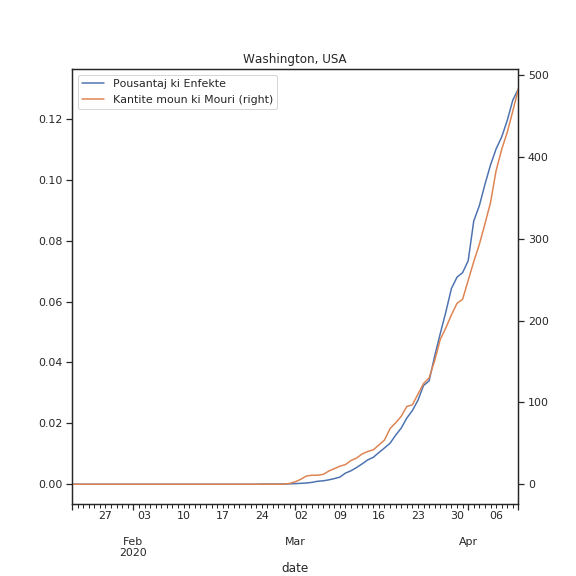 Washington, USA
Pousantaj ki Enfekte
Kantite moun ki Mouri (right)
0.12
0.10
0.08
0.06
0.04
0.02
0.00
500
400
300
200
100
0
27 03 10 17 24 02 09 16 23 30 06
Feb Mar Apr
2020
date